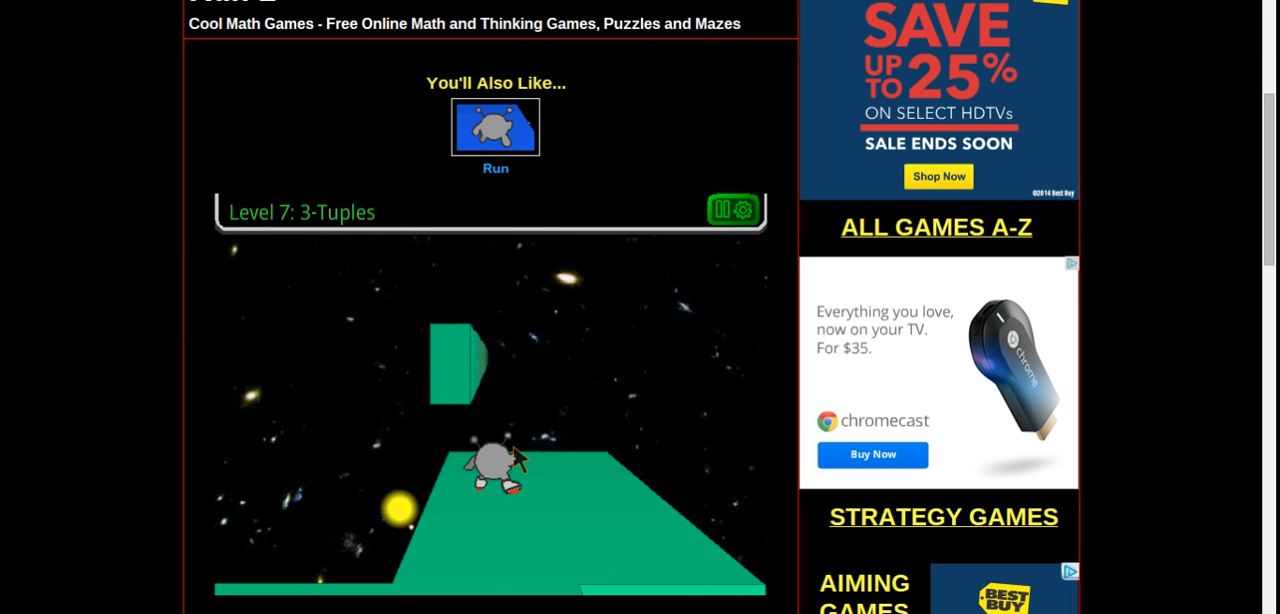 Cool Math Games - Free Online Math and Thinking Games, Puzzles and Mazes
You'll Also Like...
Run
Level 7: 3-Tuples
SAVE
UP TO 25%
ON SELECT HDTVs
SALE ENDS SOON
Shop Now
©2014 Best Buy
ALL GAMES A-Z
Everything you love,
now on your TV.
For $35.
chrome
chromecast
Buy Now
STRATEGY GAMES
AIMING
GAMES
BEST
BUY